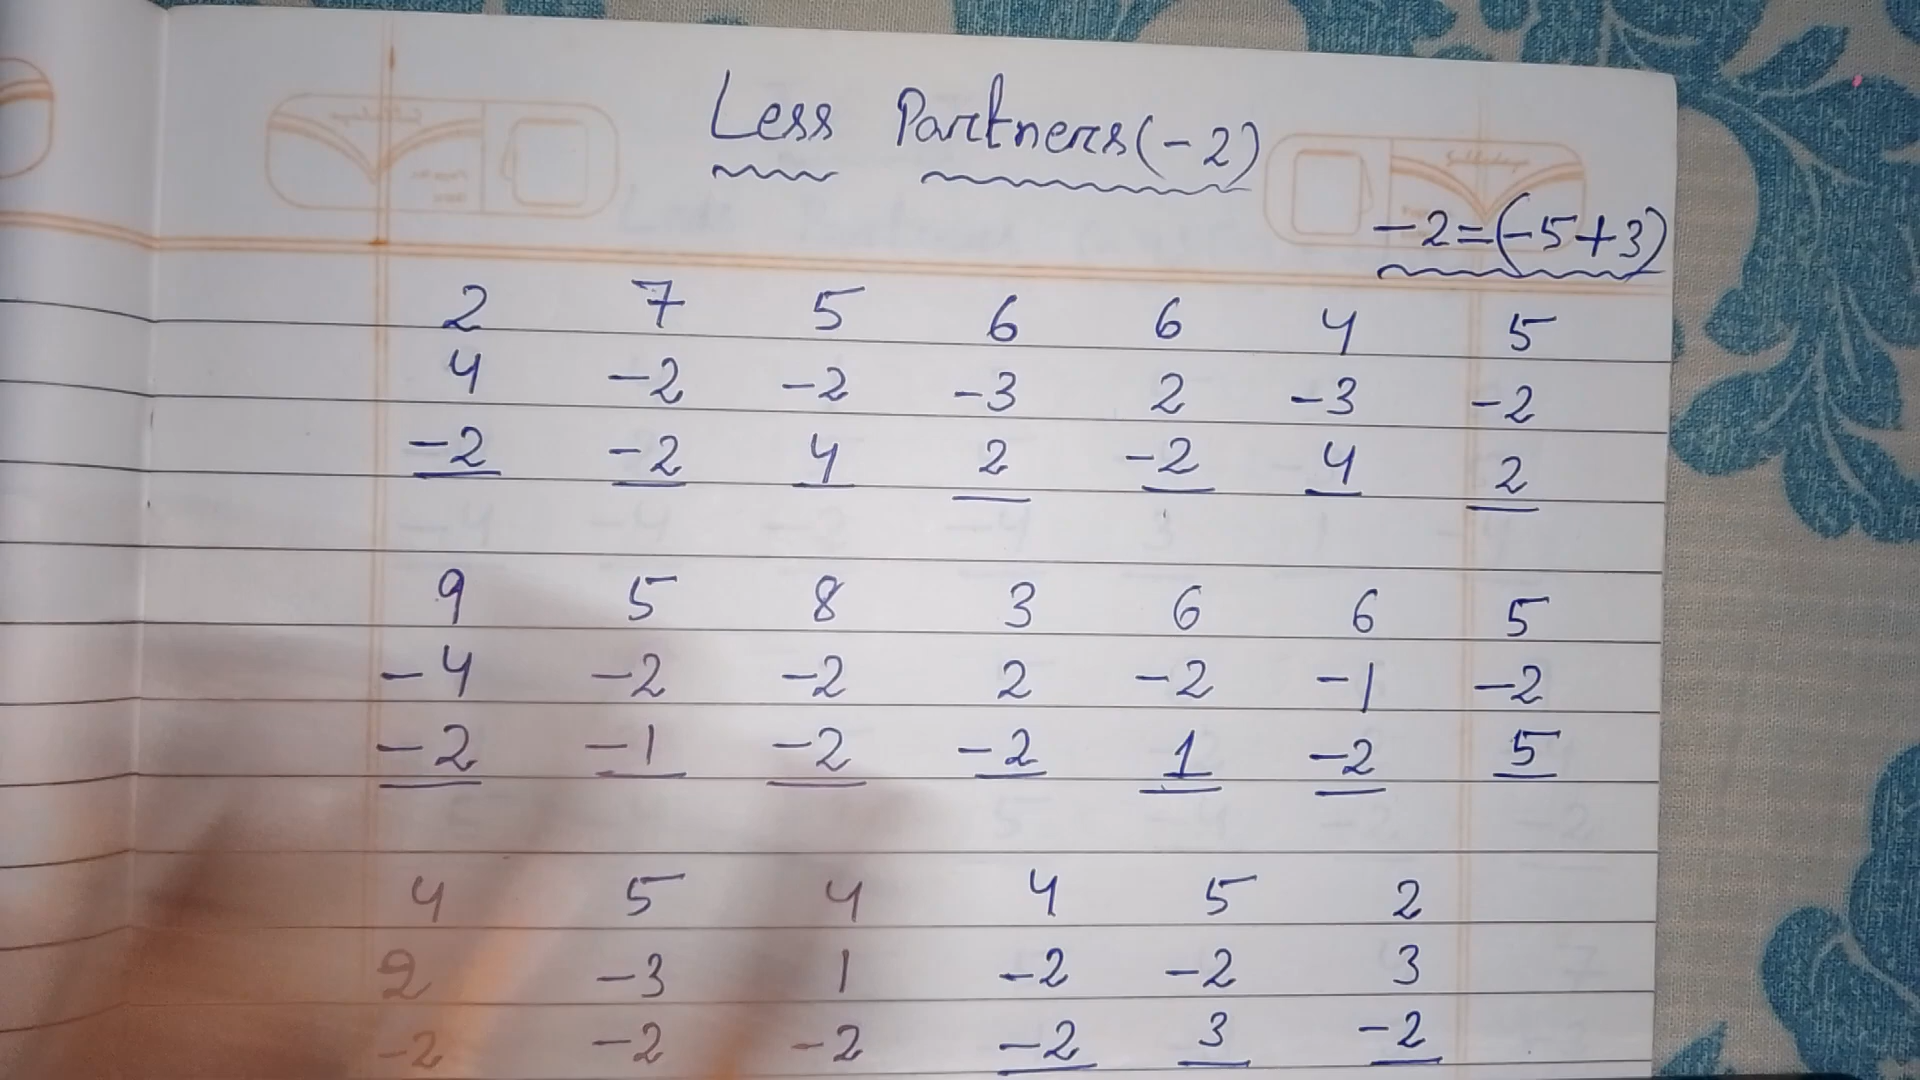 Less Partners(-2)
-2=(-5+3)
2 7 5 6 6 4 5
4 -2 -2 -3 2 -3 -2
-2 -2 4 2 -2 4 2
9 5 8 3 6 6 5
-4 -2 -2 2 -2 -1 -2
-2 -1 -2 -2 1 -2 5
4 5 4 4 5 2
2 -3 1 -2 -2 3
-2 -2 -2 -2 3 -2